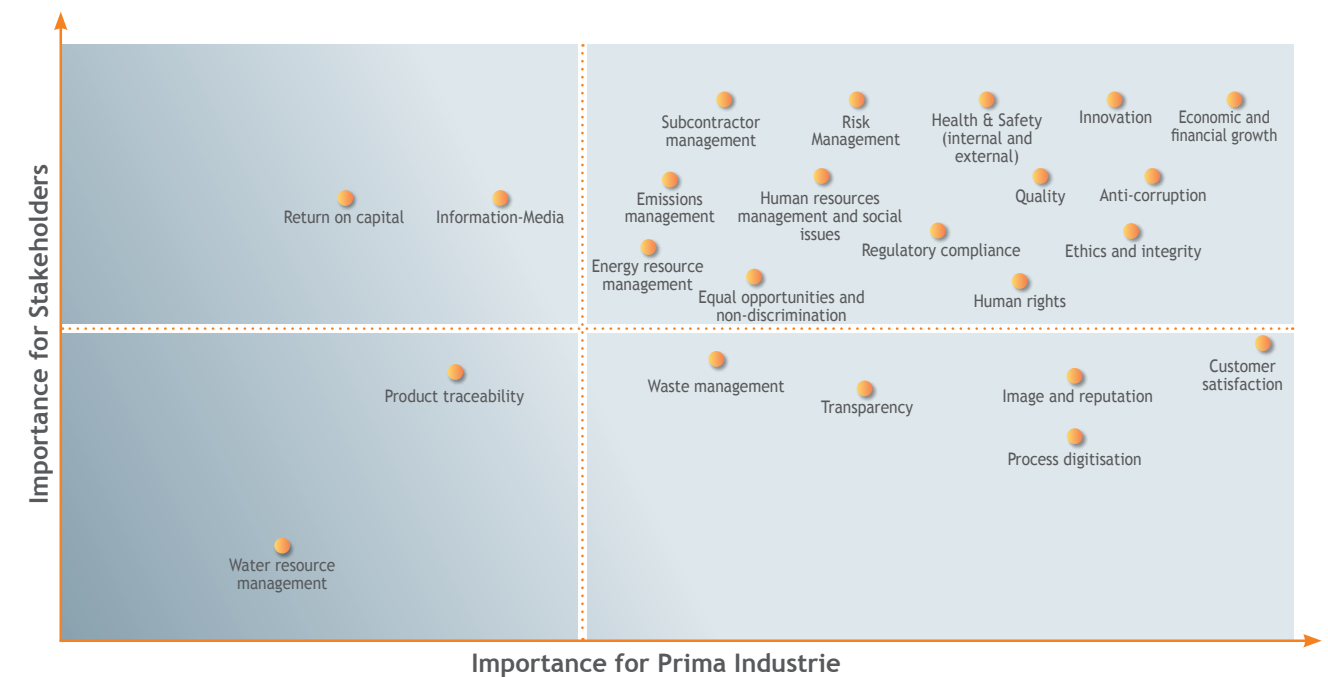 Importance for Stakeholders
Subcontractor
management
Risk
Management
Health & Safety
(internal and
external)
Innovation
Economic and
financial growth
Return on capital
Information-Media
Emissions
management
Human resources
management and social
issues
Quality
Anti-corruption
Regulatory compliance
Ethics and integrity
Energy resource
management
Equal opportunities and
non-discrimination
Human rights
Product traceability
Waste management
Transparency
Image and reputation
Customer
satisfaction
Process digitisation
Water resource
management
Importance for Prima Industrie